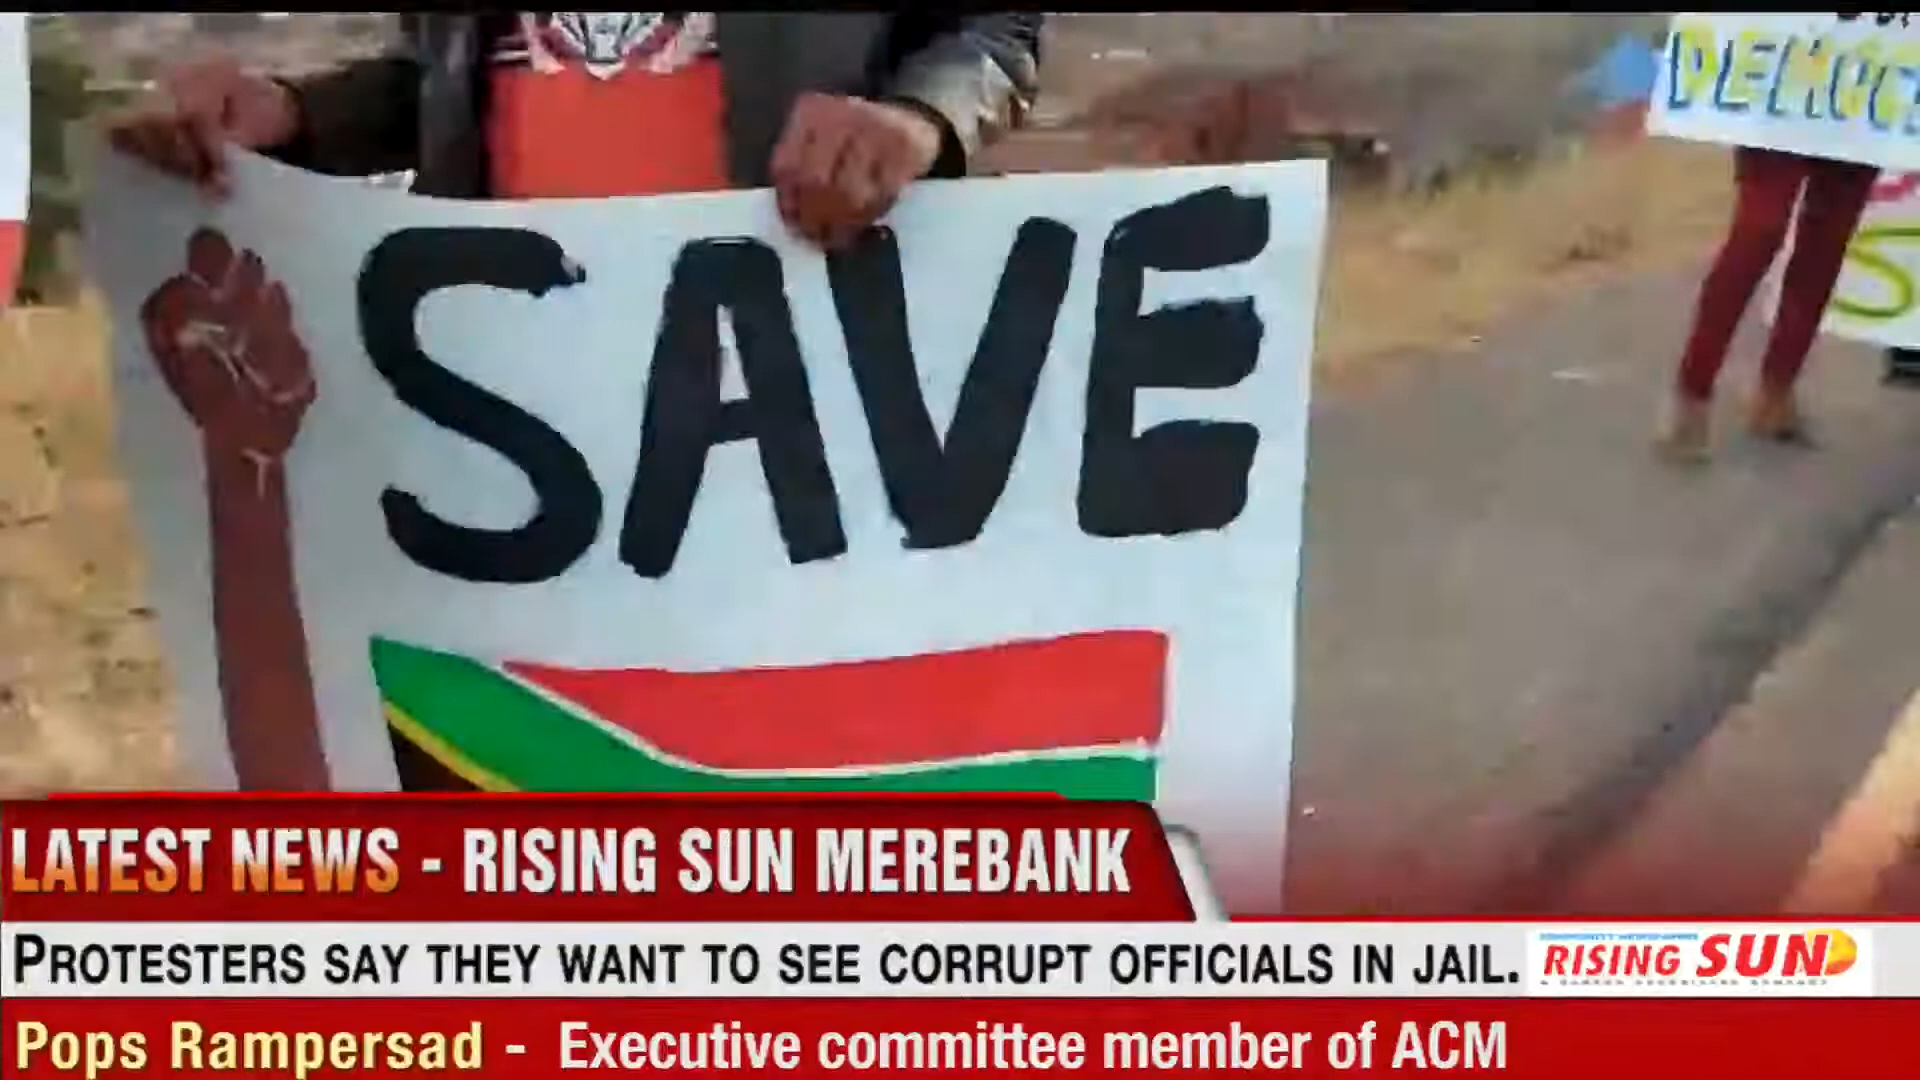 SAVE
LATEST NEWS - RISING SUN MEREBANK
PROTESTERS SAY THEY WANT TO SEE CORRUPT OFFICIALS IN JAIL.
RISING SUN
Pops Rampersad - Executive committee member of ACM